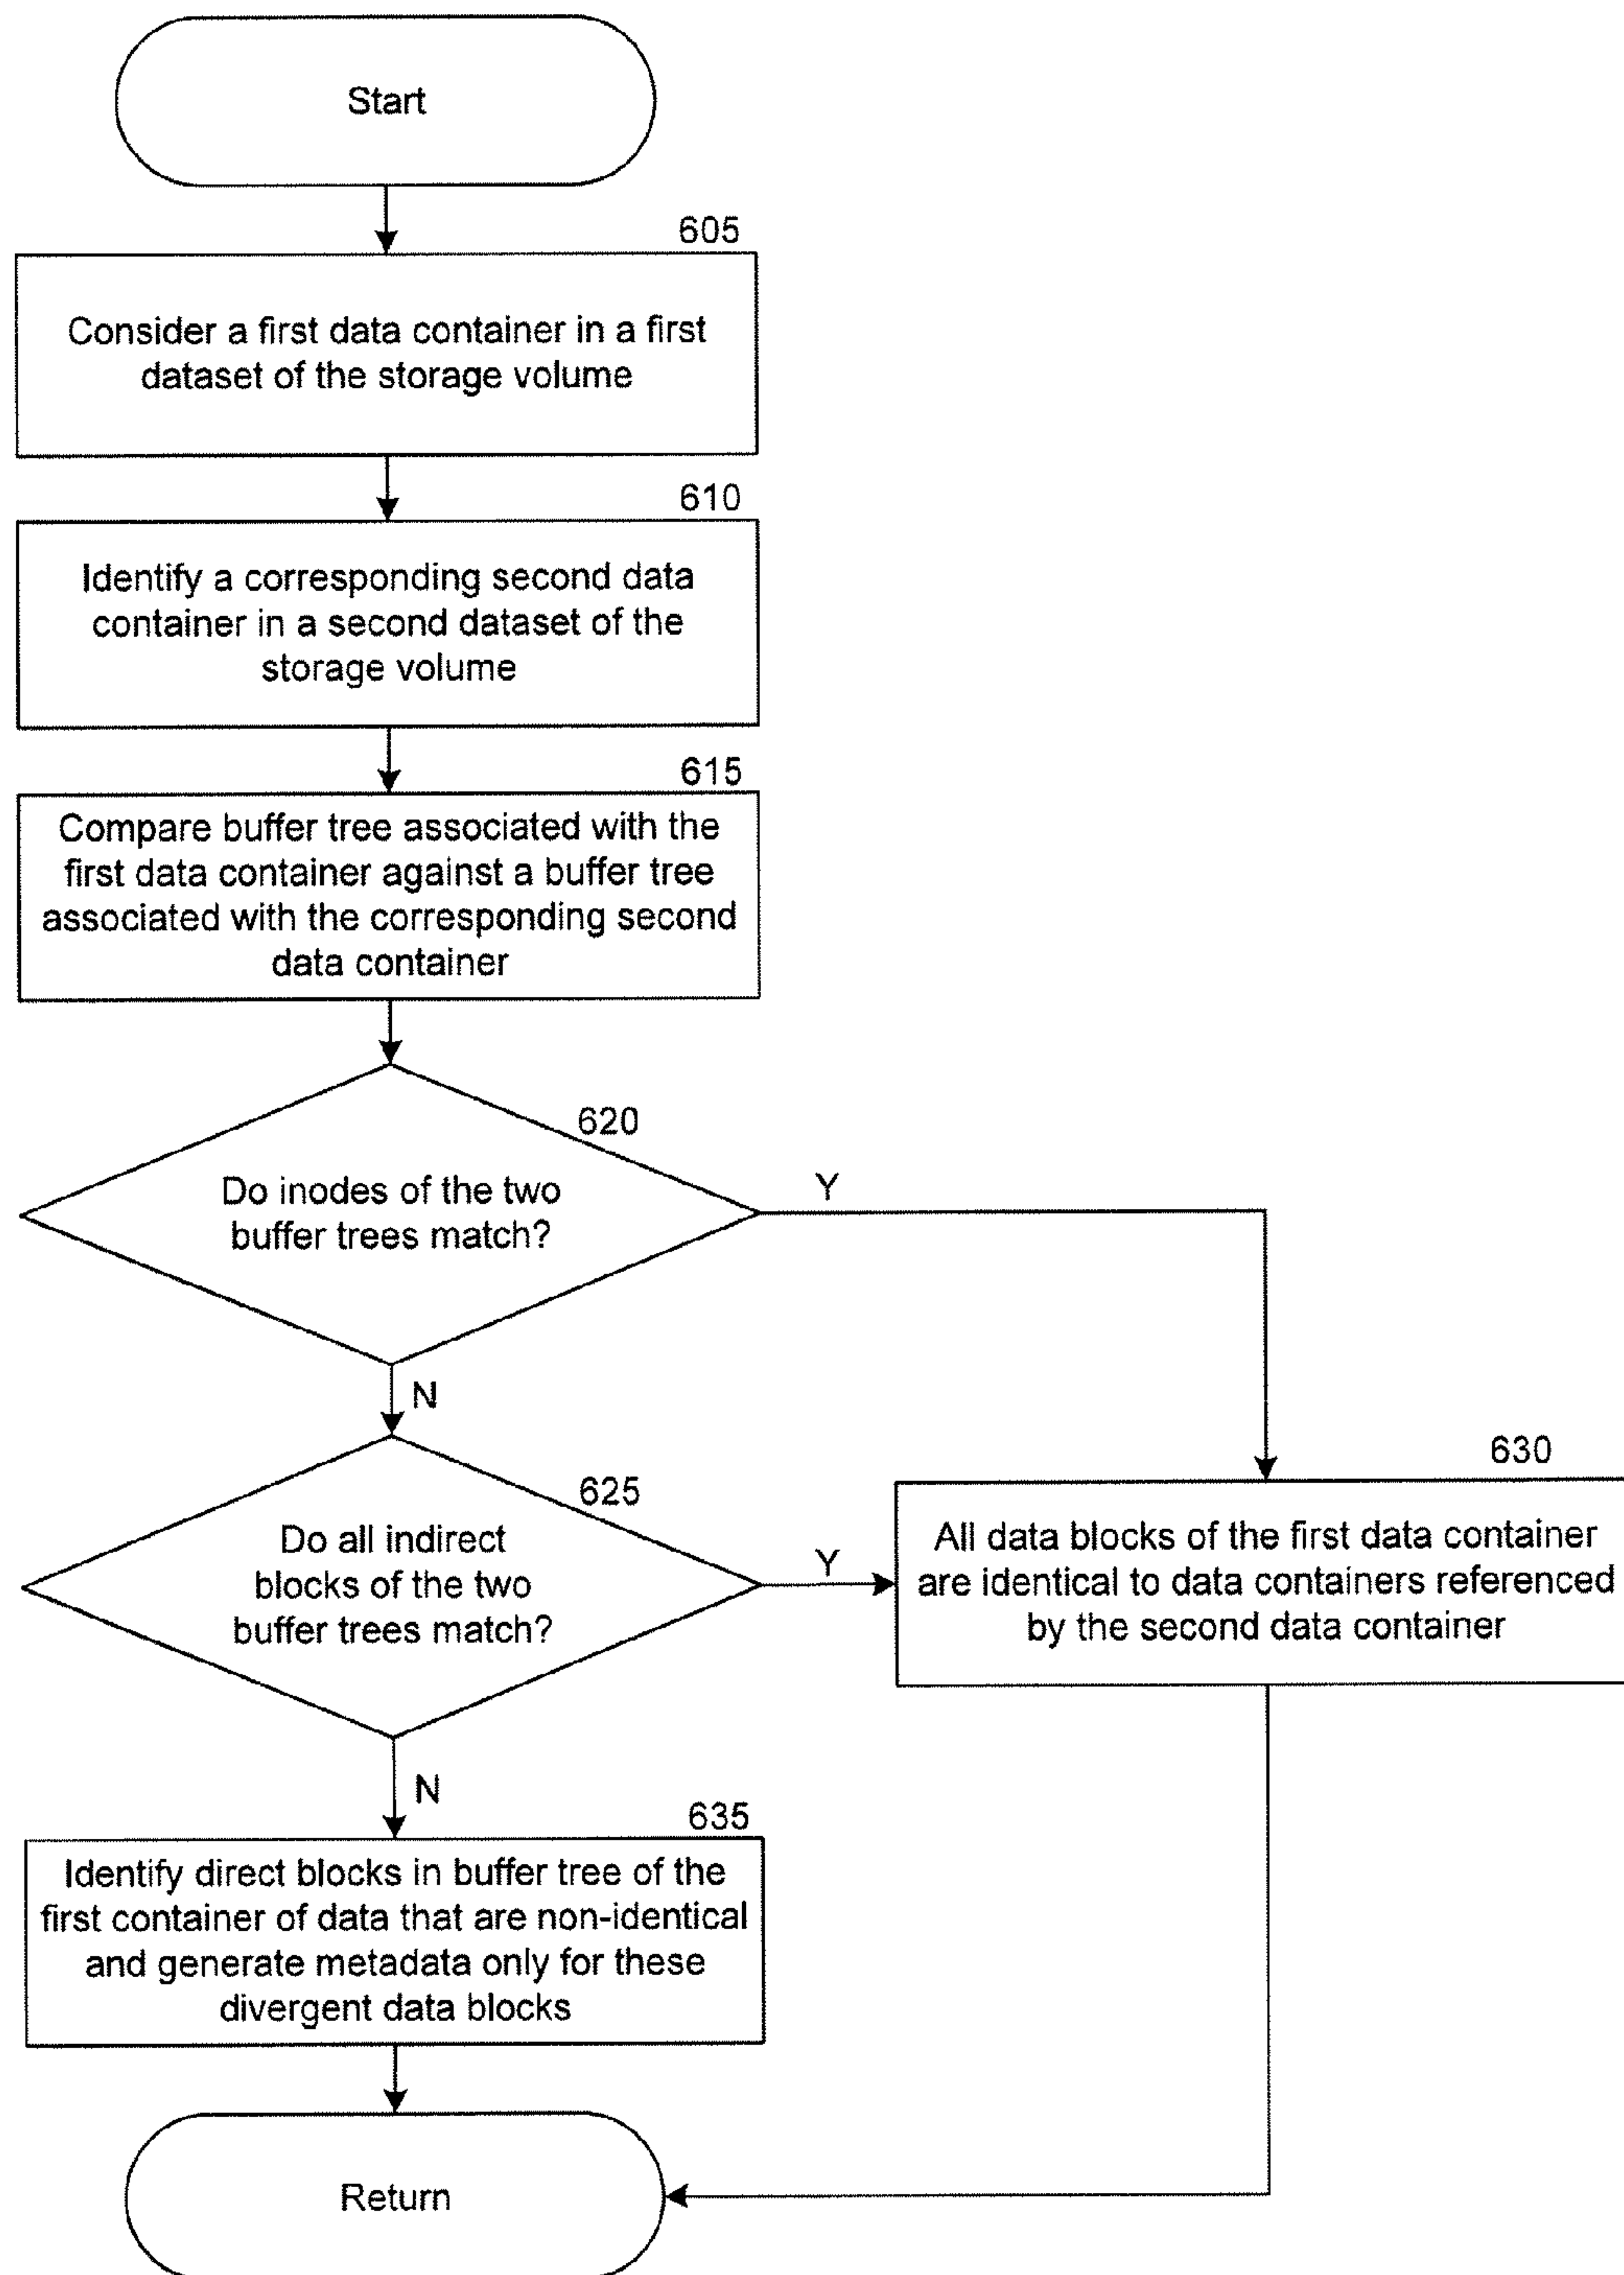 Start
605
Consider a first data container in a first
dataset of the storage volume
610
Identify a corresponding second data
container in a second dataset of the
storage volume
615
Compare buffer tree associated with the
first data container against a buffer tree
associated with the corresponding second
data container
620
Do inodes of the two
buffer trees match?
Y
N
625
Do all indirect
blocks of the two
buffer trees match?
Y
630
All data blocks of the first data container
are identical to data containers referenced
by the second data container
N
635
Identify direct blocks in buffer tree of the
first container of data that are non-identical
and generate metadata only for these
divergent data blocks
Return